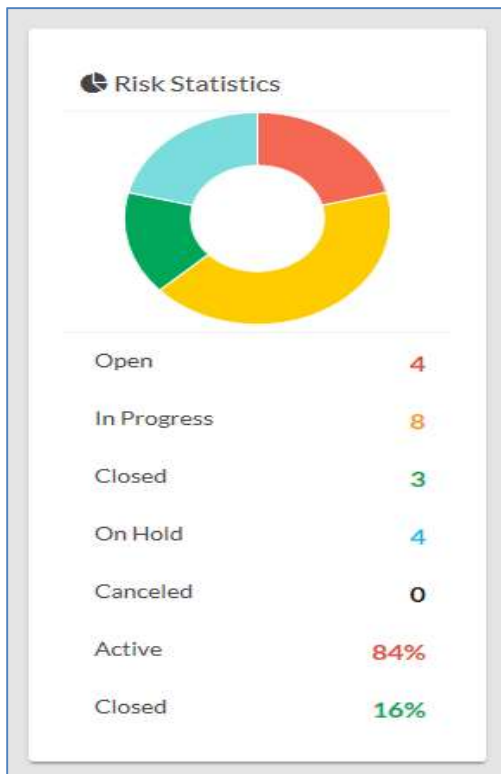 Risk Statistics
Open 4
In Progress 8
Closed 3
On Hold 4
Canceled 0
Active 84%
Closed 16%